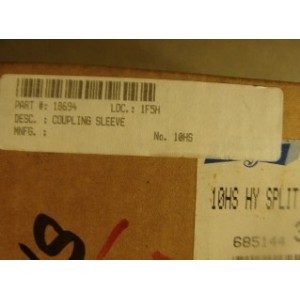 PART #: 18694 LOC.: 1F5H
DESC. : COUPLING SLEEVE
MNFG. : No. 10HS
10HS HY SPLIT
685144